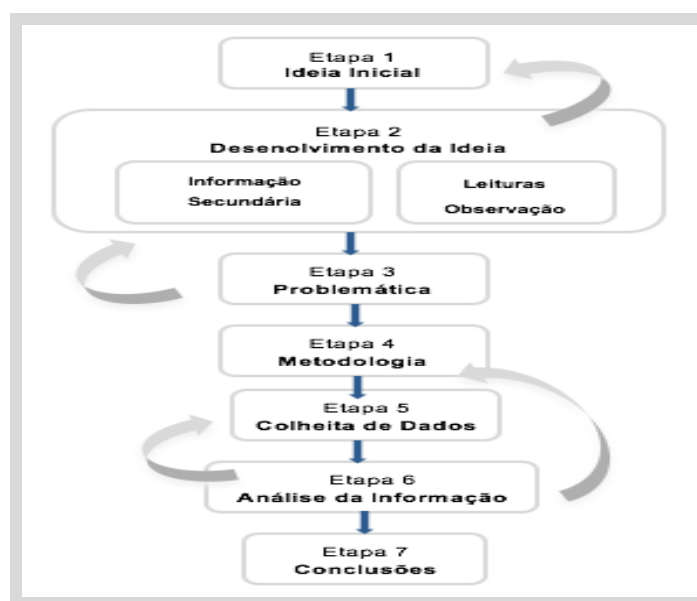 Etapa 1
Ideia Inicial
Etapa 2
Desenolvimento da Ideia
Informação
Secundária
Leituras
Observação
Etapa 3
Problemática
Etapa 4
Metodologia
Etapa 5
Colheita de Dados
Etapa 6
Análise da Informação
Etapa 7
Conclusões